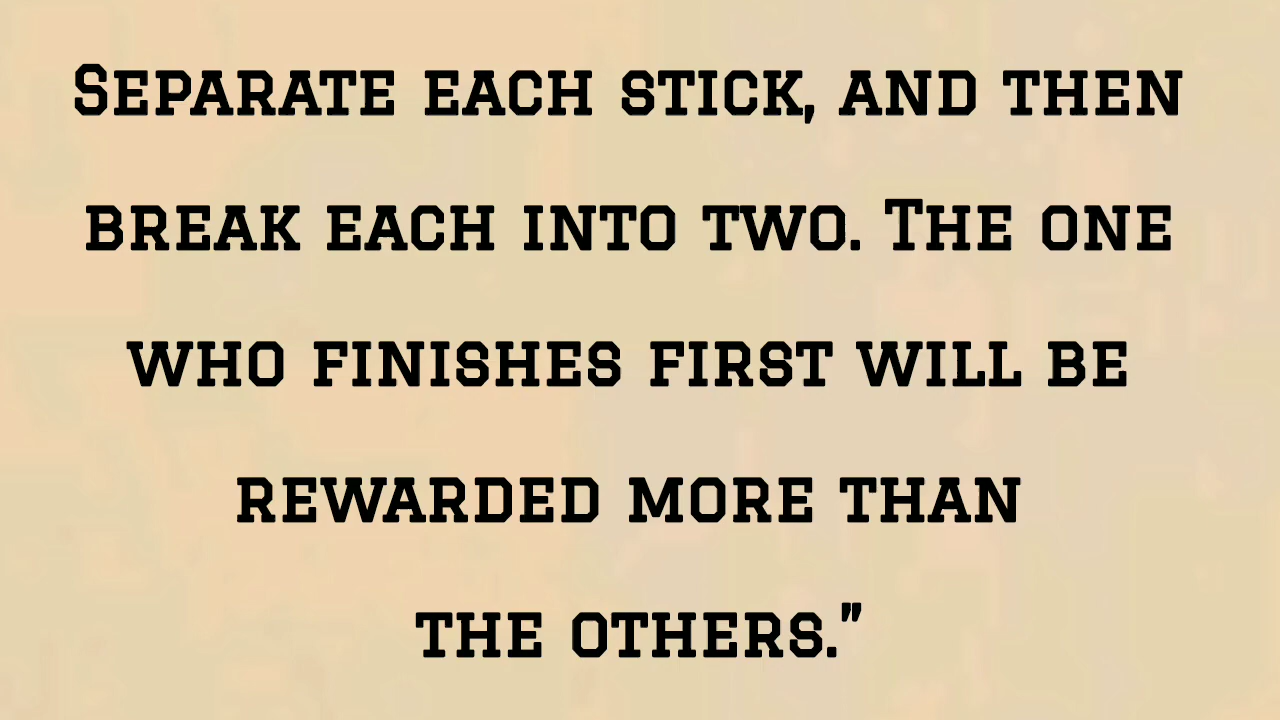 Separate each stick, and then
break each into two. The one
who finishes first will be
rewarded more than
the others."